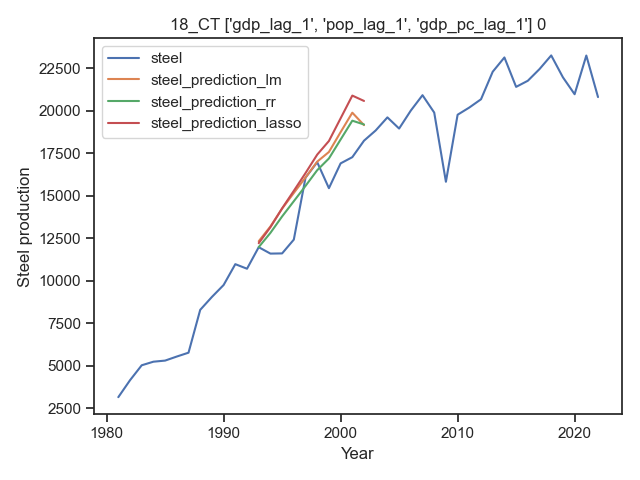 18_CT ['gdp_lag_1', 'pop_lag_1', 'gdp_pc_lag_1'] 0
steel
steel_prediction_lm
steel_prediction_rr
steel_prediction_lasso
22500
20000
17500
15000
12500
10000
7500
5000
2500
Steel production
1980
1990
2000
2010
2020
Year